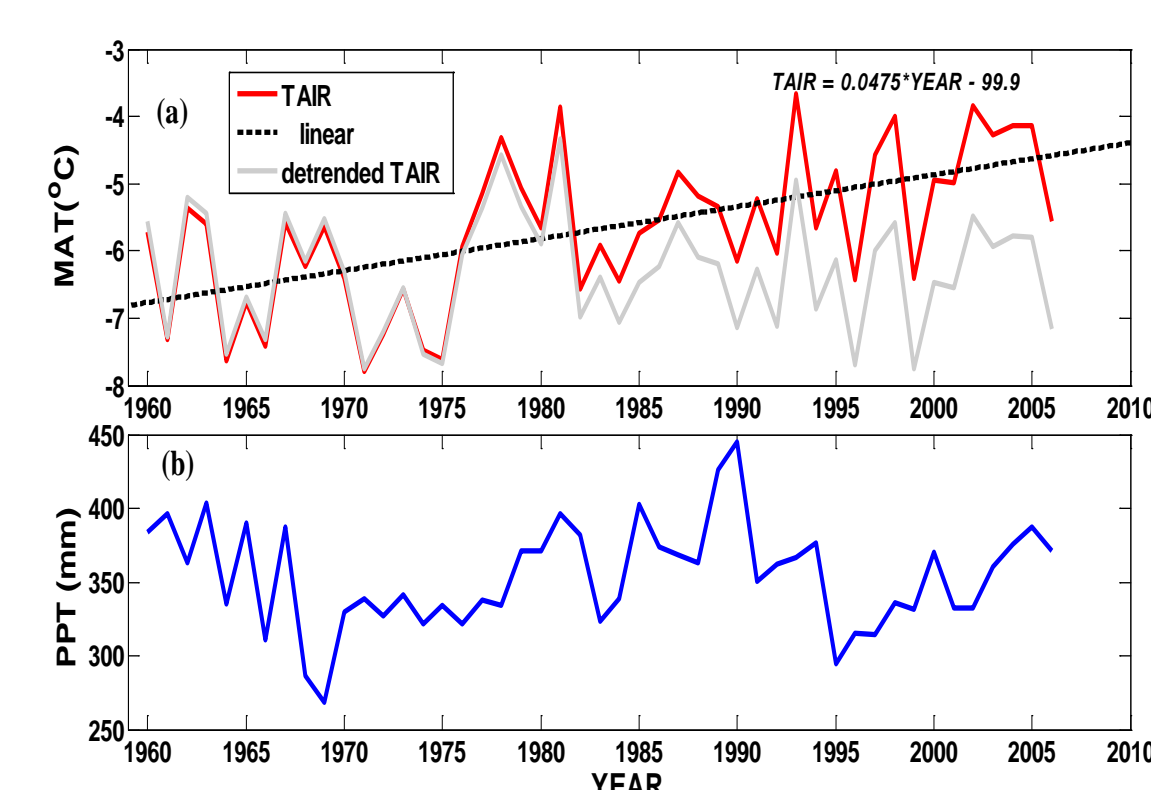 -3
-4
-5
-6
-7
-8
MAT(°C)
(a)
TAIR
linear
detrended TAIR
TAIR = 0.0475*YEAR - 99.9
1960 1965 1970 1975 1980 1985 1990 1995 2000 2005 2010
450
400
350
300
250
PPT (mm)
(b)
1960 1965 1970 1975 1980 1985 1990 1995 2000 2005 2010
YEAR